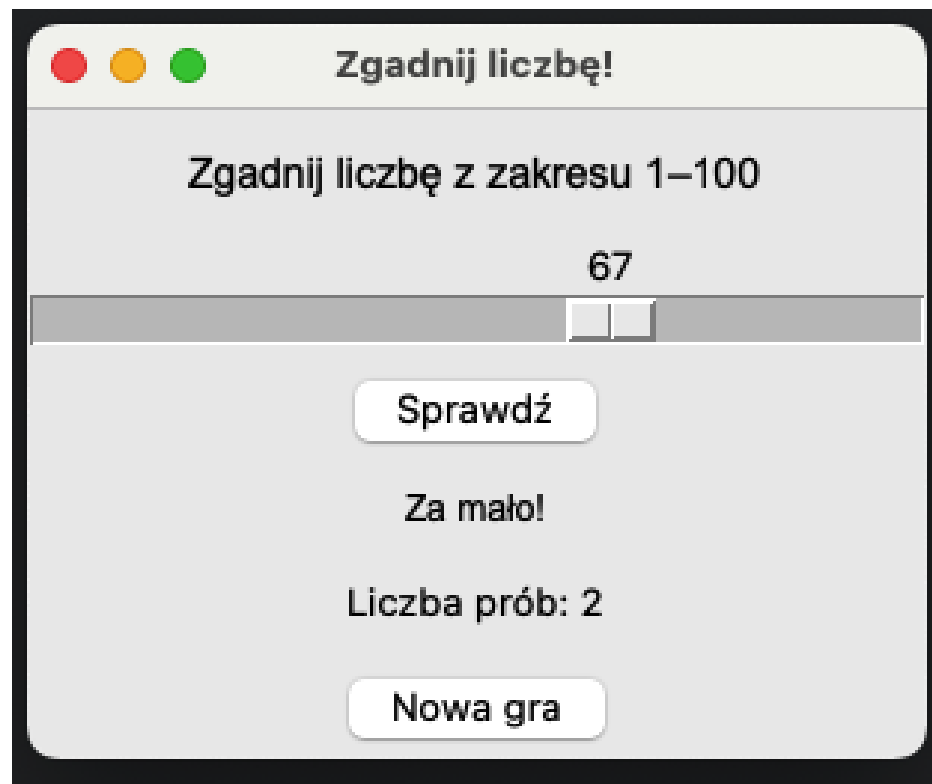 Zgadnij liczbę!
Zgadnij liczbę z zakresu 1–100
67
Sprawdź
Za mało!
Liczba prób: 2
Nowa gra